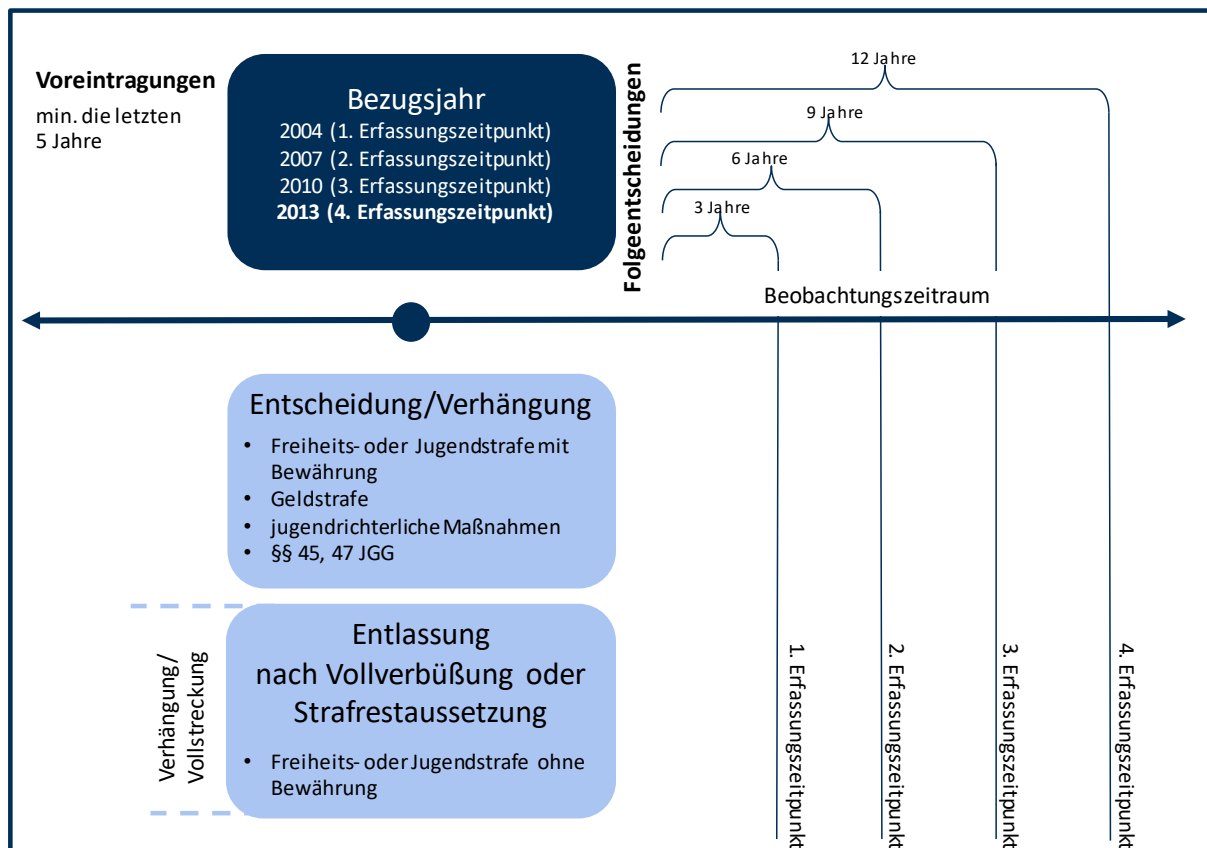 Voreintragungen
min. die letzten
5 Jahre
Bezugsjahr
2004 (1. Erfassungszeitpunkt)
2007 (2. Erfassungszeitpunkt)
2010 (3. Erfassungszeitpunkt)
2013 (4. Erfassungszeitpunkt)
Folgeentscheidungen
12 Jahre
9 Jahre
6 Jahre
3 Jahre
Beobachtungszeitraum
Entscheidung/Verhängung
• Freiheits- oder Jugendstrafe mit
Bewährung
• Geldstrafe
• jugendrichterliche Maßnahmen
• §§ 45, 47 JGG
Verhängung/
Vollstreckung
Entlassung
nach Vollverbüßung oder
Strafrestaussetzung
• Freiheits- oder Jugendstrafe ohne
Bewährung
1. Erfassungszeitpunkt
2. Erfassungszeitpunkt
3. Erfassungszeitpunkt
4. Erfassungszeitpunkt